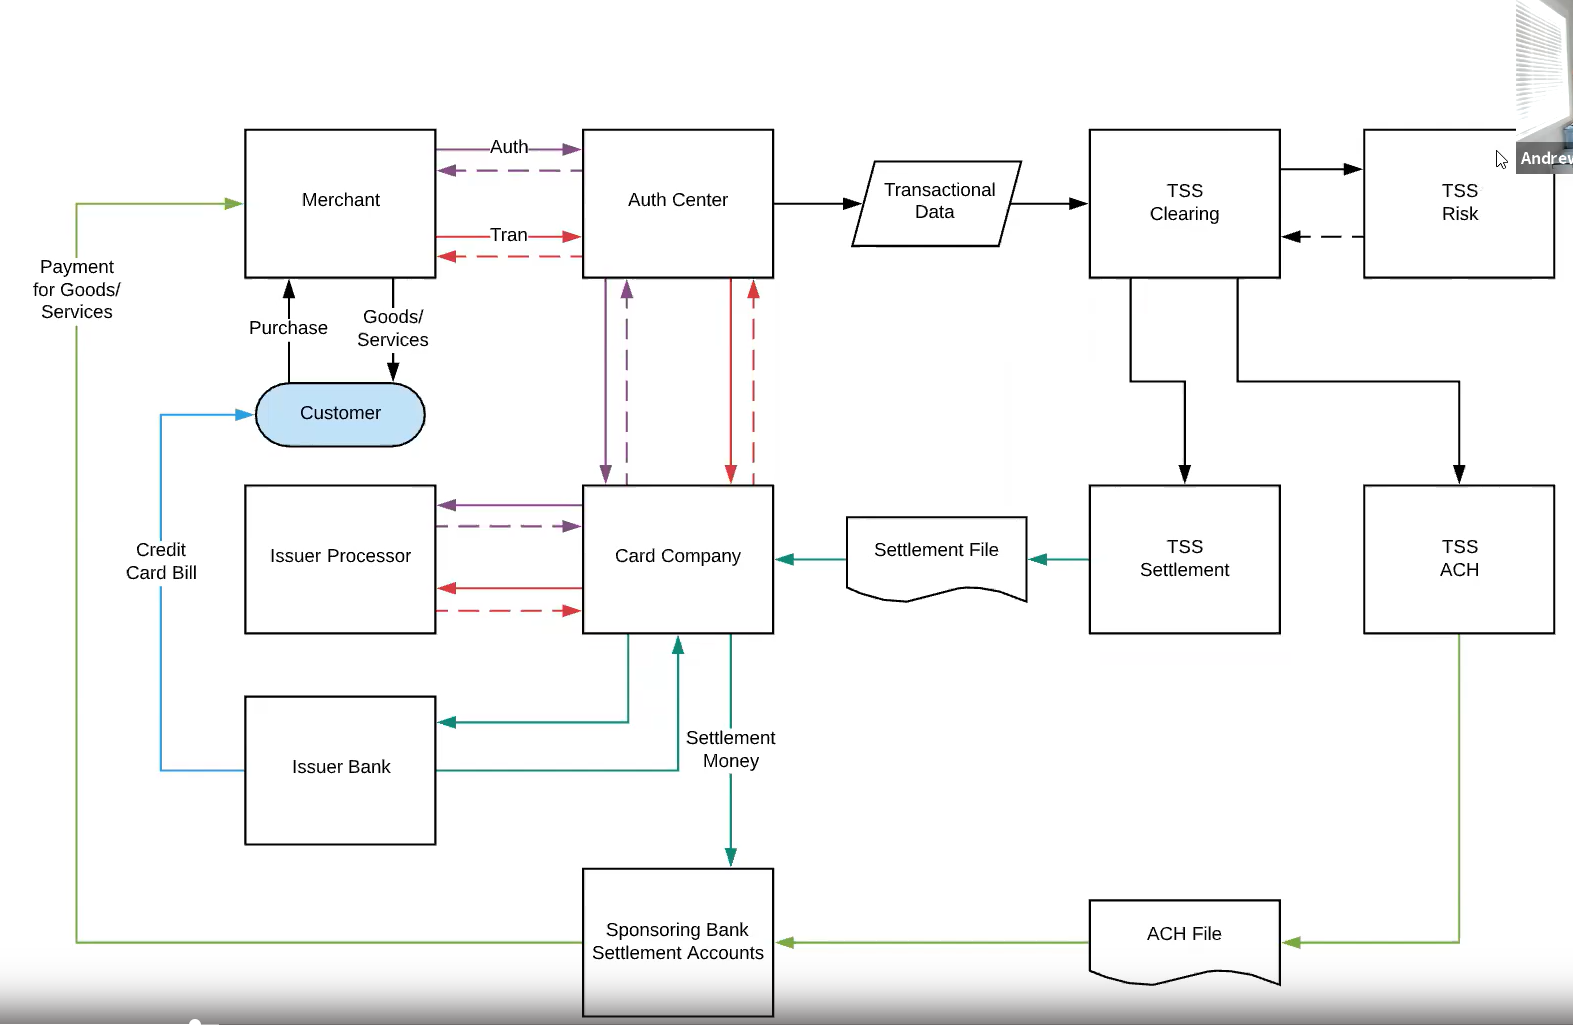 Andrew
Merchant
Auth
Auth Center
Transactional
Data
TSS
Clearing
TSS
Risk
Tran
Payment
for Goods/
Services
Purchase
Goods/
Services
Customer
Credit
Card Bill
Issuer Processor
Card Company
Settlement File
TSS
Settlement
TSS
ACH
Issuer Bank
Settlement
Money
Sponsoring Bank
Settlement Accounts
ACH File